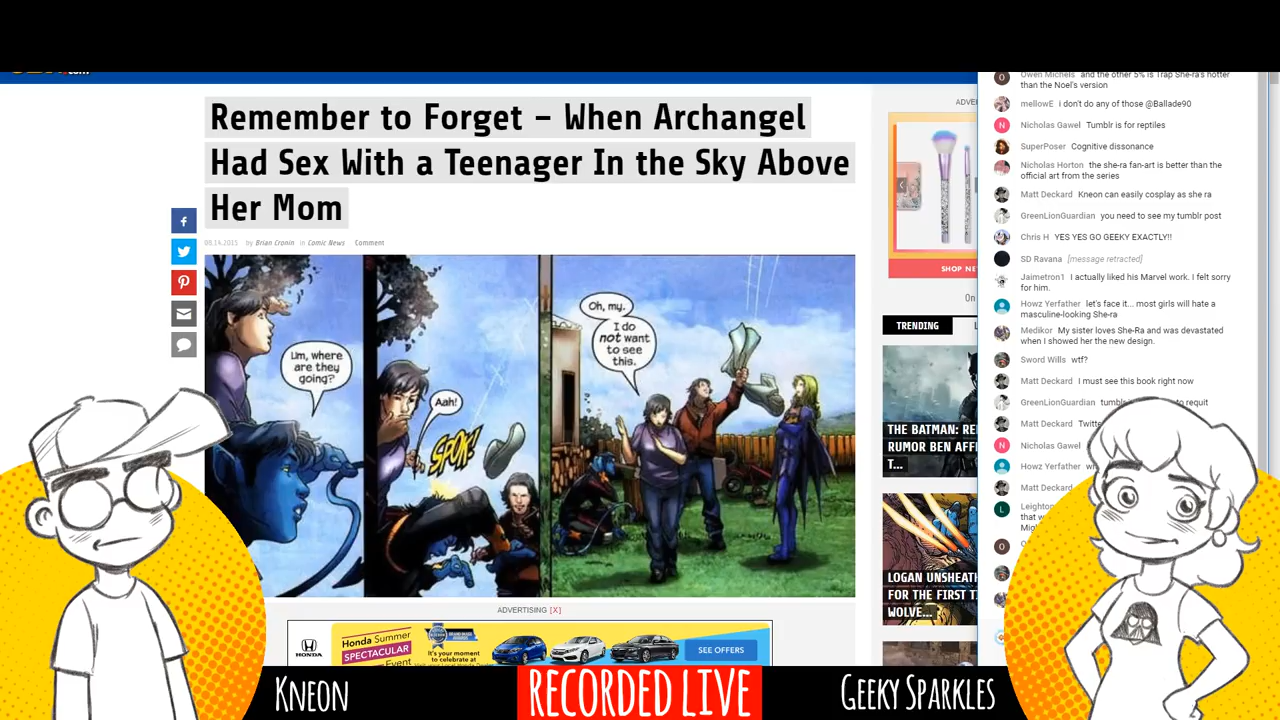 Remember to Forget – When Archangel
Had Sex With a Teenager In the Sky Above
Her Mom
08.14.2015 by Brian Cronin in Comic News Comment
Um, where
are they
going?
Aah!
SPOK!
Oh, my.
I do
not want
to see
this.
ADVERTISING [X]
HONDA
Honda Summer
SPECTACULAR
Event
It's your moment
to celebrate
SEE OFFERS
SHOP NE
On
TRENDING
THE BATMAN: RE
RUMOR BEN AFF
T...
LOGAN UNSHEATH
FOR THE FIRST T
WOLVE...
Owen Michels and the other 5% is Trap She-ra's hotter
than the Noel's version
mellowE i don't do any of those @Ballade90
Nicholas Gawel Tumblr is for reptiles
SuperPoser Cognitive dissonance
Nicholas Horton the she-ra fan-art is better than the
official art from the series
Matt Deckard Kneon can easily cosplay as she ra
GreenLionGuardian you need to see my tumblr post
Chris H YES YES GO GEEKY EXACTLY!!
SD Ravana [message retracted]
Jaimetron1 I actually liked his Marvel work. I felt sorry
for him.
Howz Yerfather let's face it... most girls will hate a
masculine-looking She-ra
Medikor My sister loves She-Ra and was devastated
when I showed her the new design.
Sword Wills wtf?
Matt Deckard I must see this book right now
GreenLionGuardian
to requit
Matt Deckard
Nicholas Gawel
Howz Yerfather
Matt Deckard
KNEON
RECORDED LIVE
GEEKY SPARKLES